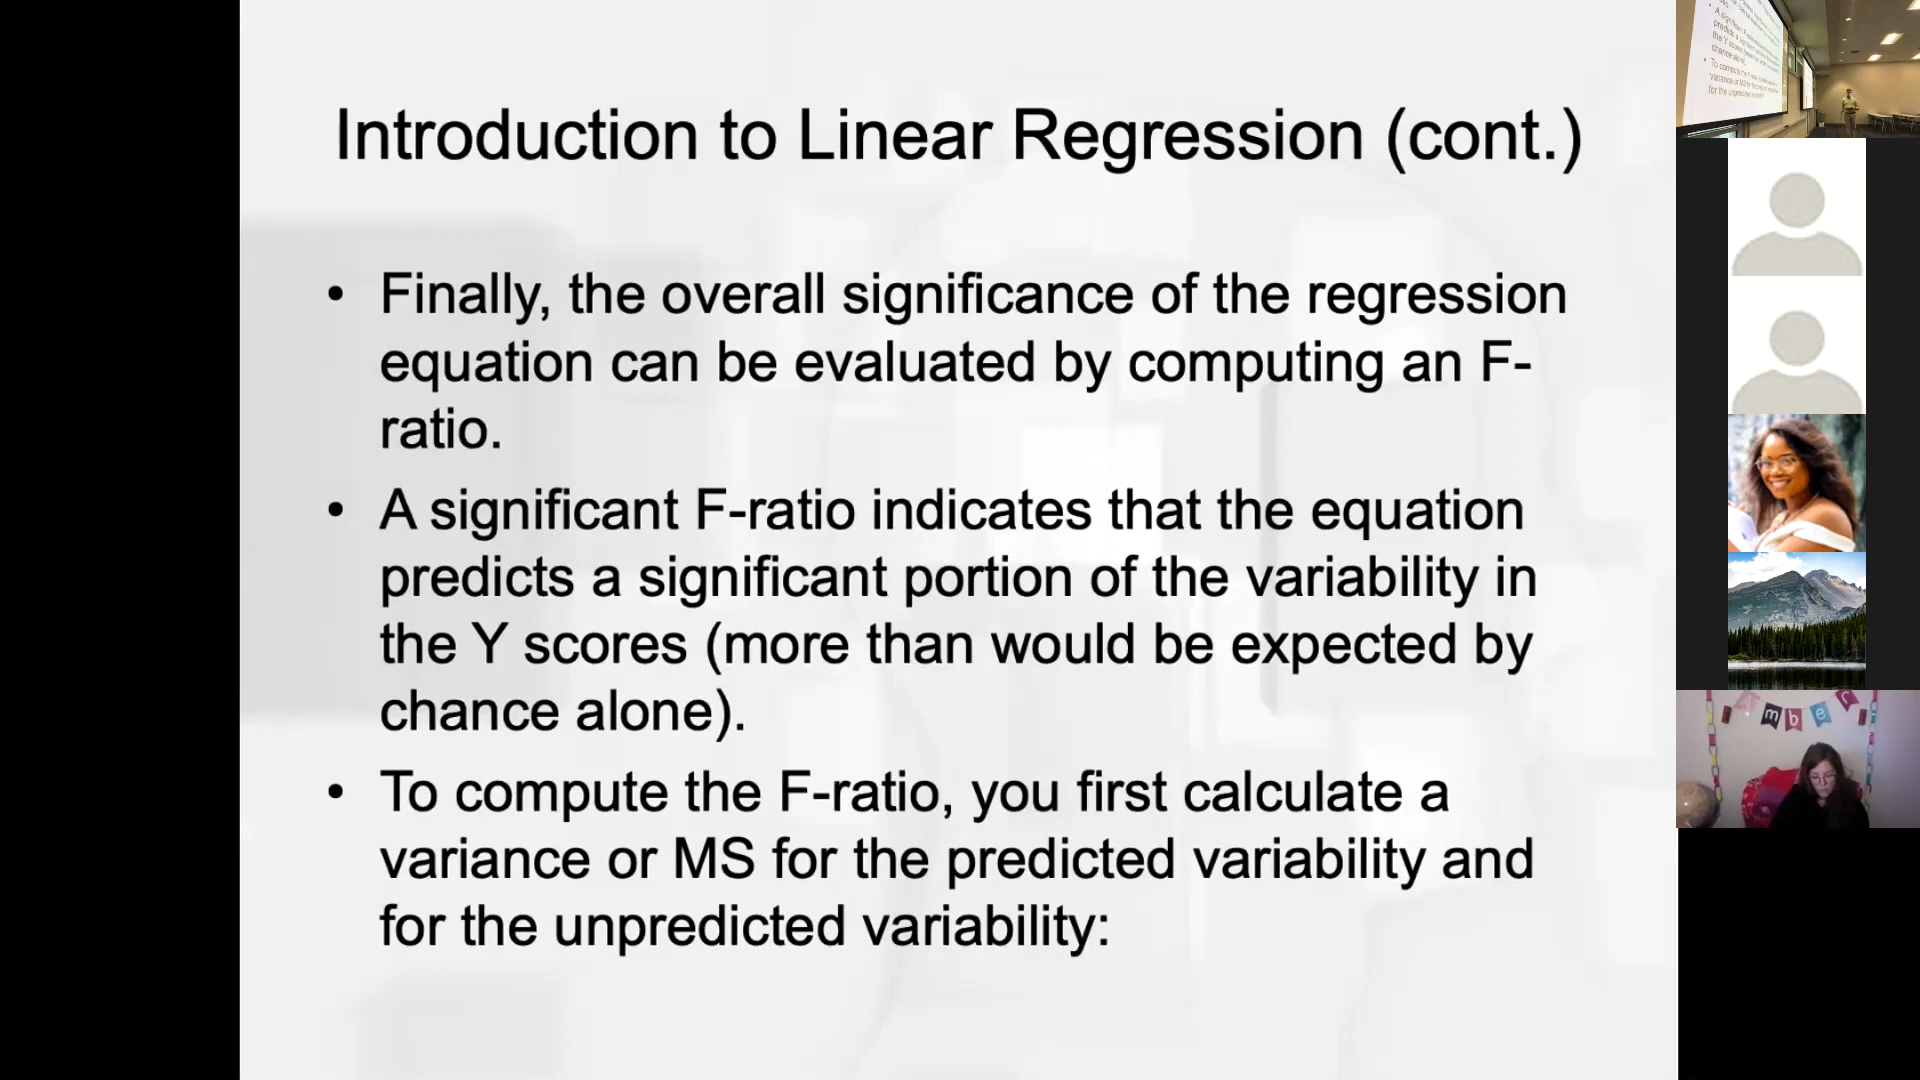 Introduction to Linear Regression (cont.)
• Finally, the overall significance of the regression
equation can be evaluated by computing an F-
ratio.
• A significant F-ratio indicates that the equation
predicts a significant portion of the variability in
the Y scores (more than would be expected by
chance alone).
• To compute the F-ratio, you first calculate a
variance or MS for the predicted variability and
for the unpredicted variability:
mber